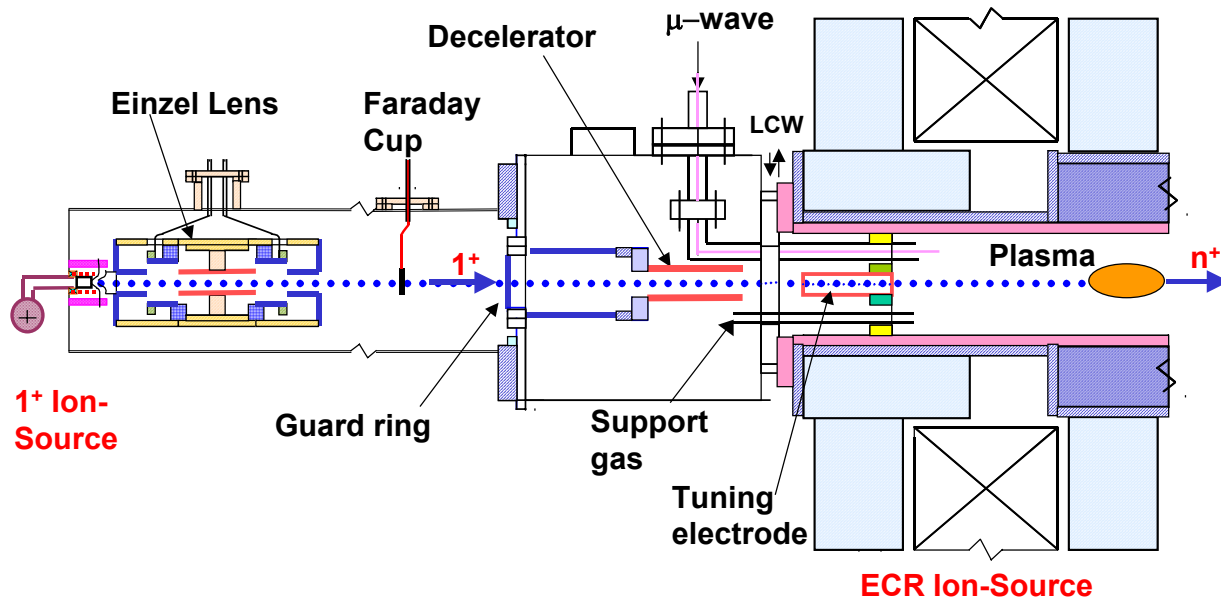 μ–wave
Decelerator
Einzel Lens
Faraday
Cup
LCW
1+
Plasma
n+
1+ Ion-
Source
Guard ring
Support
gas
Tuning
electrode
ECR Ion-Source